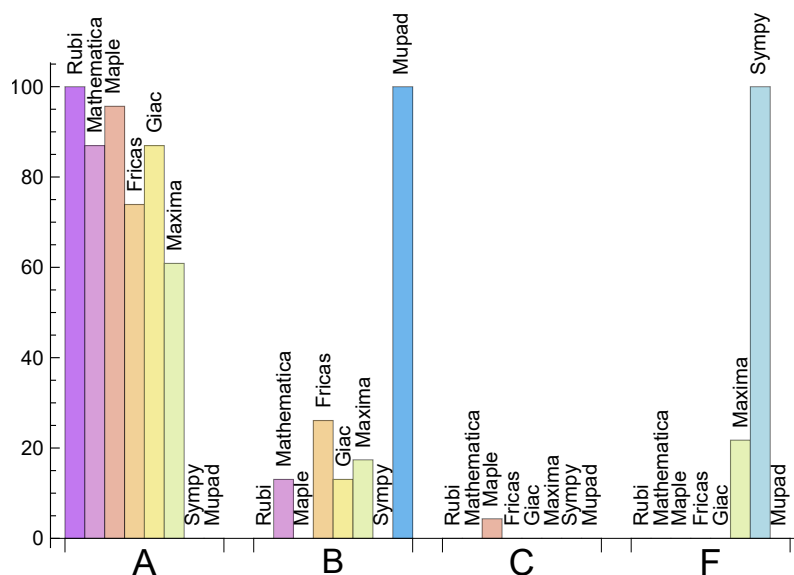 Rubi
Mathematica
Maple
Fricas
Giac
Maxima
Sympy
Mupad
Rubi
Mathematica
Maple
Fricas
Giac
Maxima
Sympy
Mupad
Rubi
Mathematica
Maple
Fricas
Giac
Maxima
Sympy
Mupad
Rubi
Mathematica
Maple
Fricas
Giac
Maxima
Sympy
Mupad
100
80
60
40
20
0
A B C F